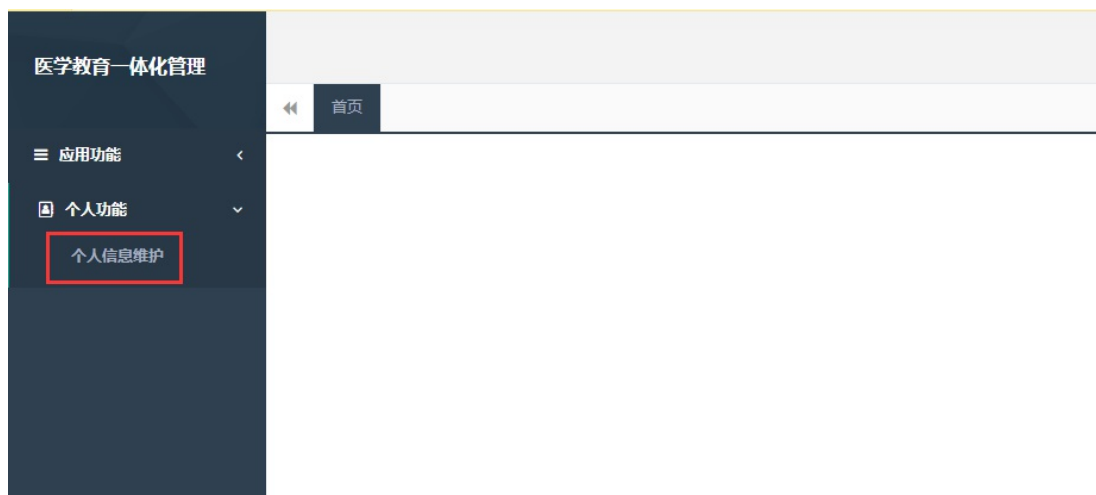 医学教育一体化管理
首页
应用功能
个人功能
个人信息维护